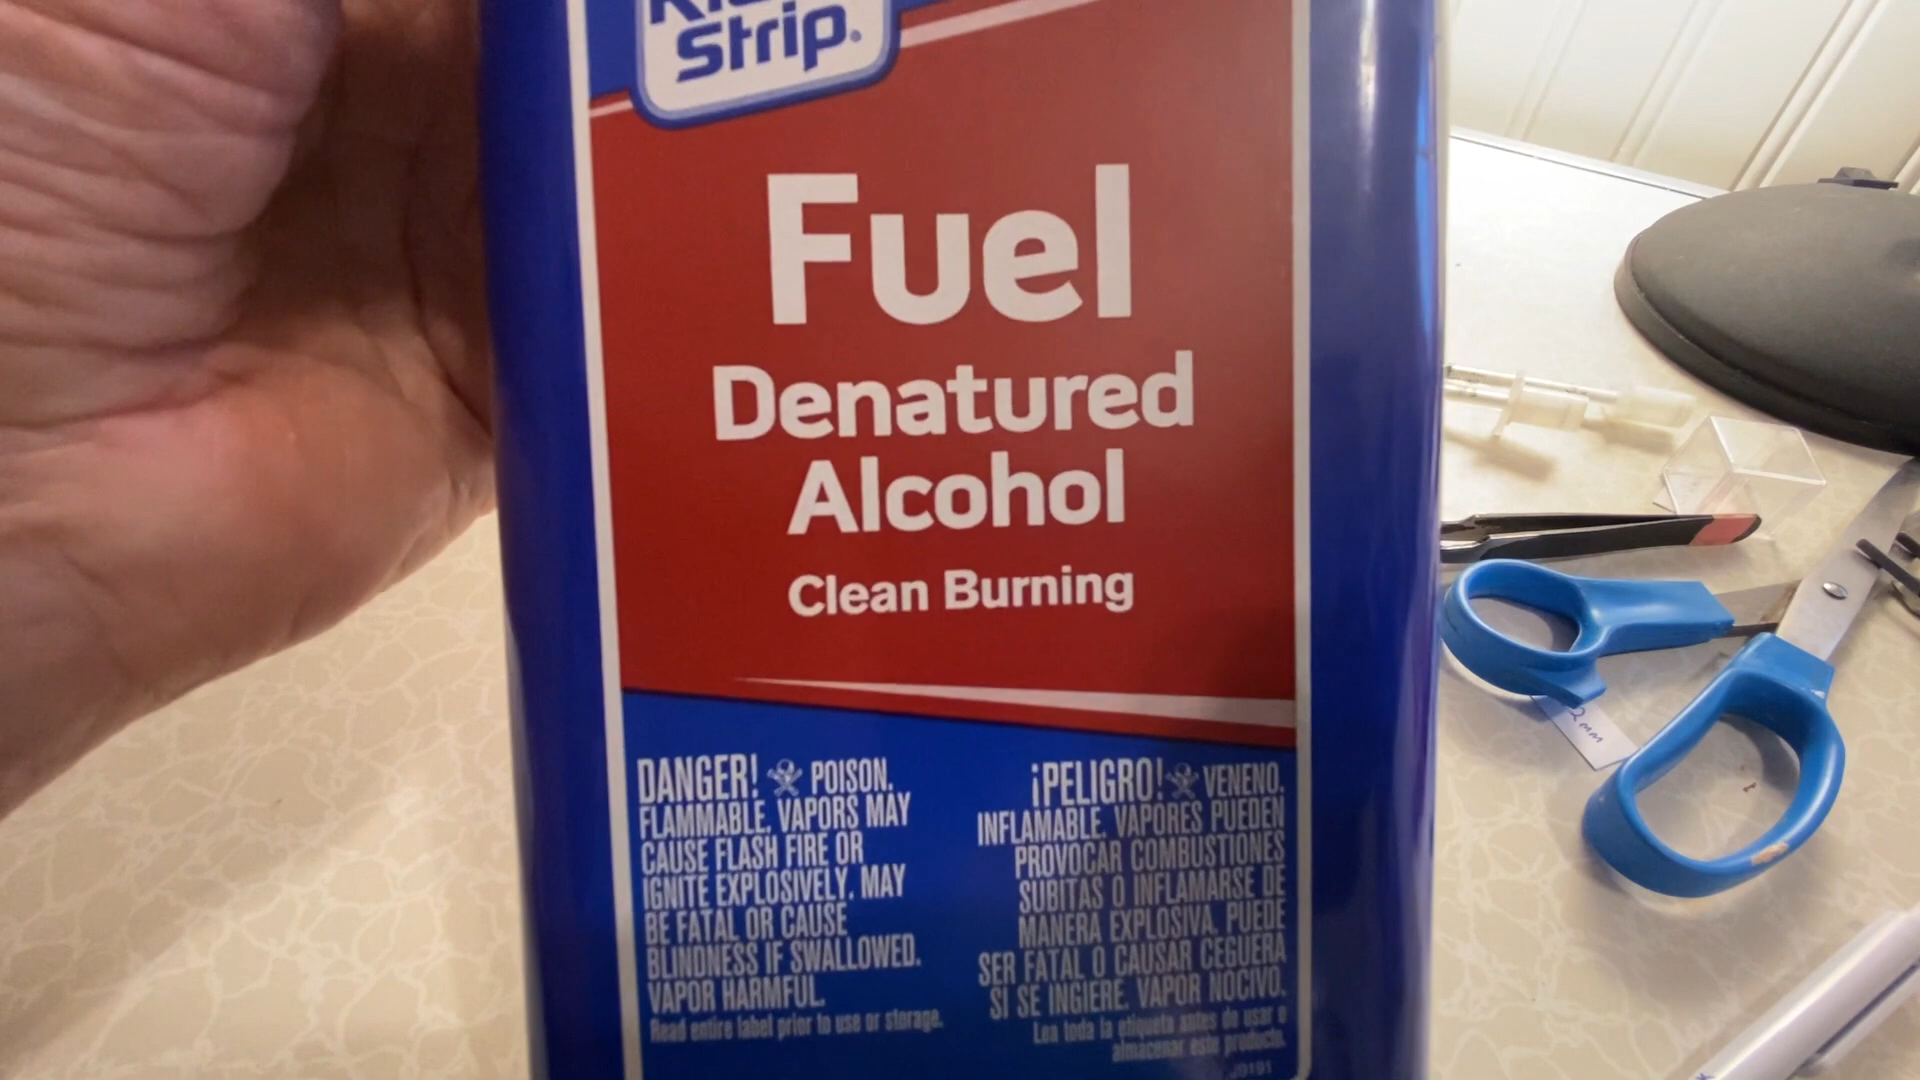 Strip®
Fuel
Denatured
Alcohol
Clean Burning
DANGER! POISON.
FLAMMABLE. VAPORS MAY
CAUSE FLASH FIRE OR
IGNITE EXPLOSIVELY. MAY
BE FATAL OR CAUSE
BLINDNESS IF SWALLOWED.
VAPOR HARMFUL.
Read entire label prior to use or storage.
¡PELIGRO! VENENO.
INFLAMABLE. VAPORES PUEDEN
PROVOCAR COMBUSTIONES
SUBITAS O INFLAMARSE DE
MANERA EXPLOSIVA. PUEDE
SER FATAL O CAUSAR CEGUERA
SI SE INGIERE. VAPOR NOCIVO.
Lea toda la etiqueta antes de usar o
almacenar este producto.
2mm